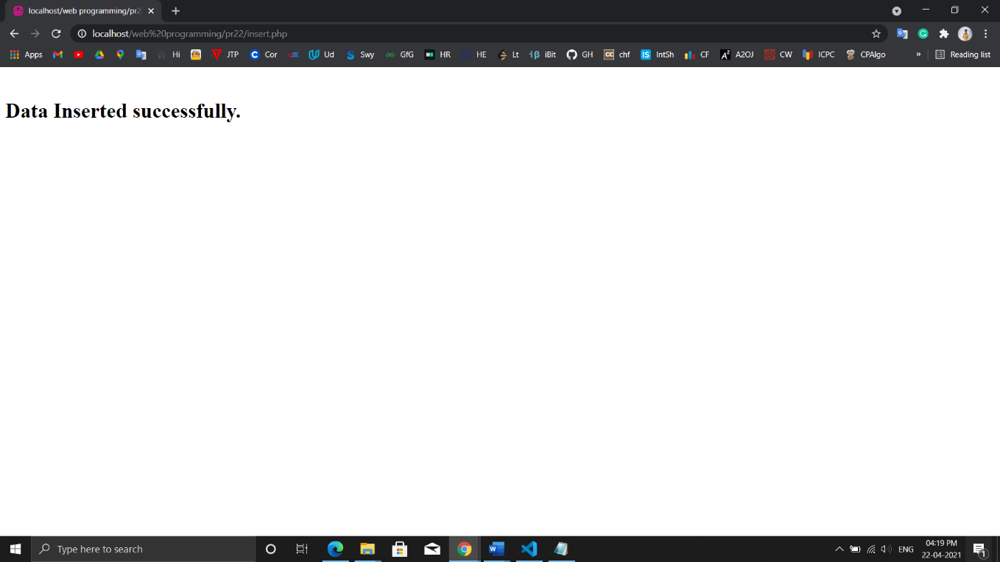 localhost/web programming/pr2
localhost/web%20programming/pr22/insert.php
Apps Hi JTP Cor Ud Swy GfG HR HE Lt iBit GH chf IntSh CF A2OJ CW ICPC CPAlgo » Reading list
Data Inserted successfully.
Type here to search
ENG
04:19 PM
22-04-2021
1